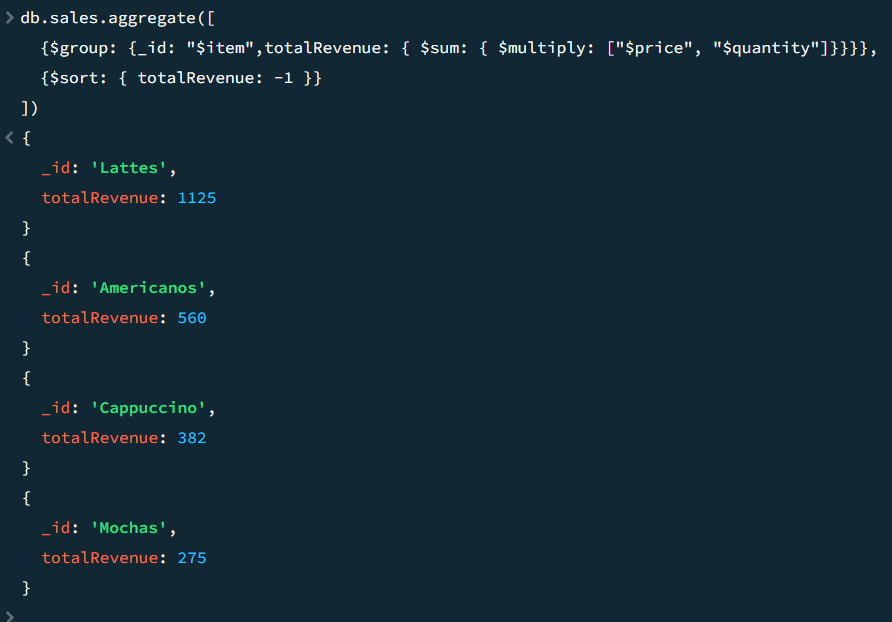 > db.sales.aggregate([
{$group: {_id: "$item",totalRevenue: { $sum: { $multiply: ["$price", "$quantity"]}}}},
{$sort: { totalRevenue: -1 }}
])
< {
_id: 'Lattes',
totalRevenue: 1125
}
{
_id: 'Americanos',
totalRevenue: 560
}
{
_id: 'Cappuccino',
totalRevenue: 382
}
{
_id: 'Mochas',
totalRevenue: 275
}
>